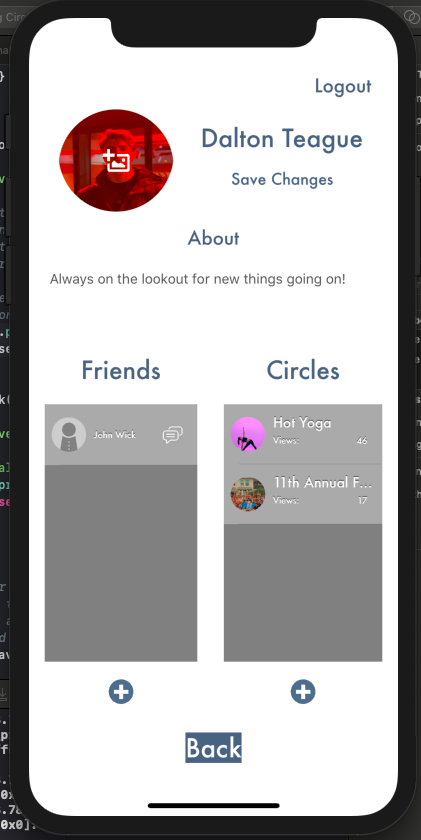 Logout
Dalton Teague
Save Changes
About
Always on the lookout for new things going on!
Friends
Circles
John Wick
Hot Yoga
Views: 46
11th Annual F...
Views: 17
Back